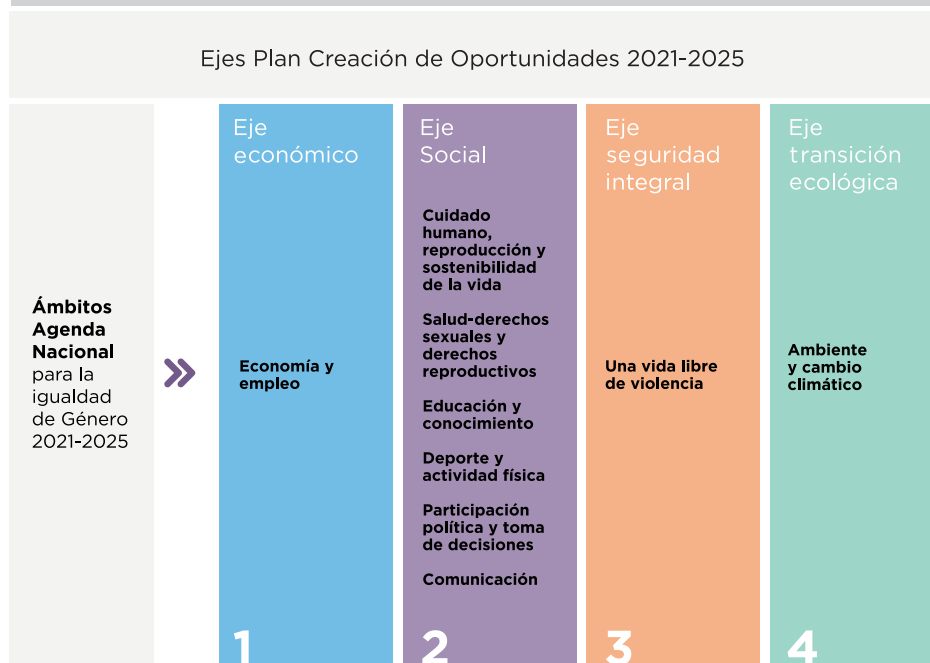 Ejes Plan Creación de Oportunidades 2021-2025
Ámbitos
Agenda
Nacional
para la
igualdad
de Género
2021-2025
Eje
económico
Economía y
empleo
1
Eje
Social
Cuidado
humano,
reproducción y
sostenibilidad
de la vida
Salud-derechos
sexuales y
derechos
reproductivos
Educación y
conocimiento
Deporte y
actividad física
Participación
política y toma
de decisiones
Comunicación
2
Eje
seguridad
integral
Una vida libre
de violencia
3
Eje
transición
ecológica
Ambiente
y cambio
climático
4